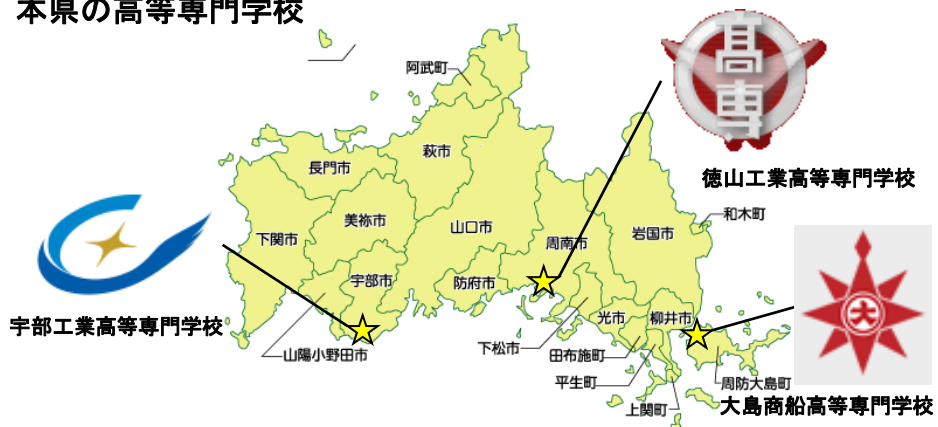 本県の高等専門学校
阿武町
萩市
長門市
美祢市
下関市
山口市
周南市
岩国市
和木町
宇部市
防府市
光市
柳井市
山陽小野田市
下松市
田布施町
平生町
上関町
周防大島町
高専
徳山工業高等専門学校
宇部工業高等専門学校
大
大島商船高等専門学校